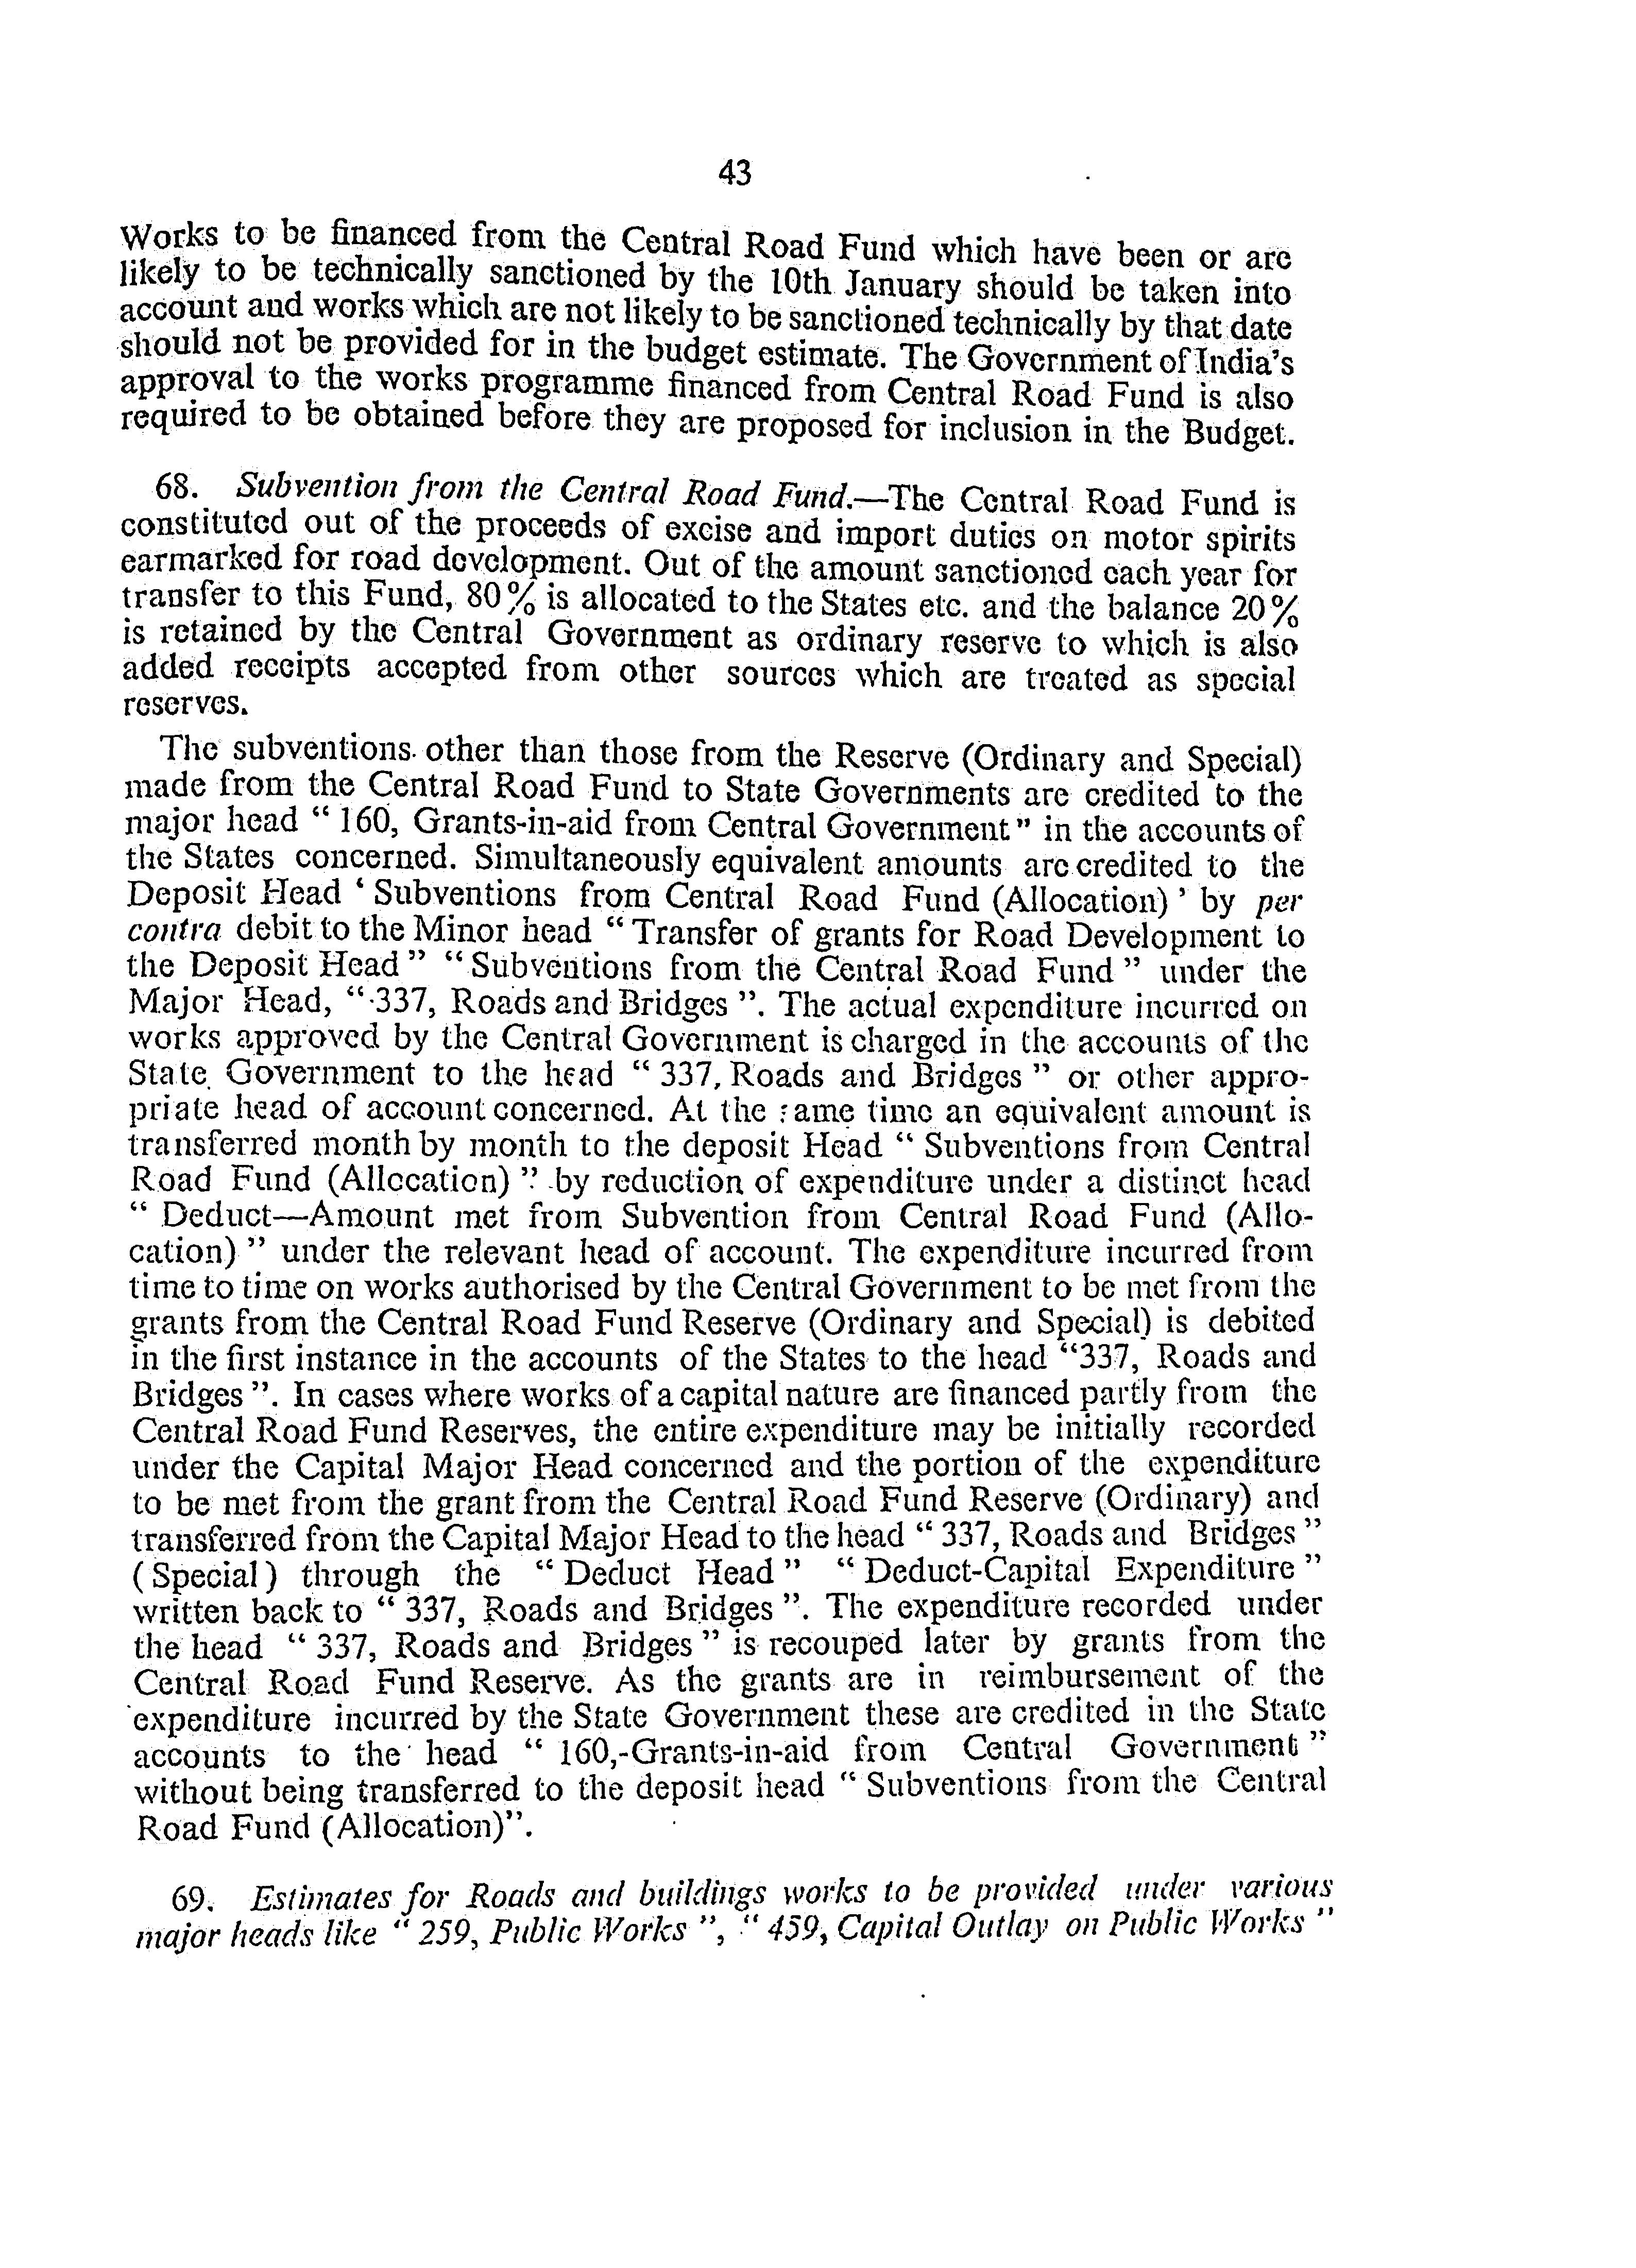 43
Works to be financed from the Central Road Fund which have been or are
likely to be technically sanctioned by the 10th January should be taken into
account and works which are not likely to be sanctioned technically by that date
should not be provided for in the budget estimate. The Government of India's
approval to the works programme financed from Central Road Fund is also
required to be obtained before they are proposed for inclusion in the Budget.
68. Subvention from the Central Road Fund.—The Central Road Fund is
constituted out of the proceeds of excise and import duties on motor spirits
earmarked for road development. Out of the amount sanctioned each year for
transfer to this Fund, 80% is allocated to the States etc. and the balance 20%
is retained by the Central Government as ordinary reserve to which is also
added receipts accepted from other sources which are treated as special
reserves.
The subventions other than those from the Reserve (Ordinary and Special)
made from the Central Road Fund to State Governments are credited to the
major head " 160, Grants-in-aid from Central Government" in the accounts of
the States concerned. Simultaneously equivalent amounts are credited to the
Deposit Head ' Subventions from Central Road Fund (Allocation) ' by per
contra debit to the Minor head " Transfer of grants for Road Development to
the Deposit Head " " Subventions from the Central Road Fund " under the
Major Head, " 337, Roads and Bridges ". The actual expenditure incurred on
works approved by the Central Government is charged in the accounts of the
State Government to the head " 337, Roads and Bridges " or other appro-
priate head of account concerned. At the same time an equivalent amount is
transferred month by month to the deposit Head " Subventions from Central
Road Fund (Allocation) " by reduction of expenditure under a distinct head
" Deduct—Amount met from Subvention from Central Road Fund (Allo-
cation) " under the relevant head of account. The expenditure incurred from
time to time on works authorised by the Central Government to be met from the
grants from the Central Road Fund Reserve (Ordinary and Special) is debited
in the first instance in the accounts of the States to the head "337, Roads and
Bridges ". In cases where works of a capital nature are financed partly from the
Central Road Fund Reserves, the entire expenditure may be initially recorded
under the Capital Major Head concerned and the portion of the expenditure
to be met from the grant from the Central Road Fund Reserve (Ordinary) and
transferred from the Capital Major Head to the head " 337, Roads and Bridges "
(Special) through the " Deduct Head " " Deduct-Capital Expenditure "
written back to " 337, Roads and Bridges ". The expenditure recorded under
the head " 337, Roads and Bridges " is recouped later by grants from the
Central Road Fund Reserve. As the grants are in reimbursement of the
expenditure incurred by the State Government these are credited in the State
accounts to the head " 160,-Grants-in-aid from Central Government "
without being transferred to the deposit head " Subventions from the Central
Road Fund (Allocation)".
69. Estimates for Roads and buildings works to be provided under various
major heads like " 259, Public Works ", " 459, Capital Outlay on Public Works "